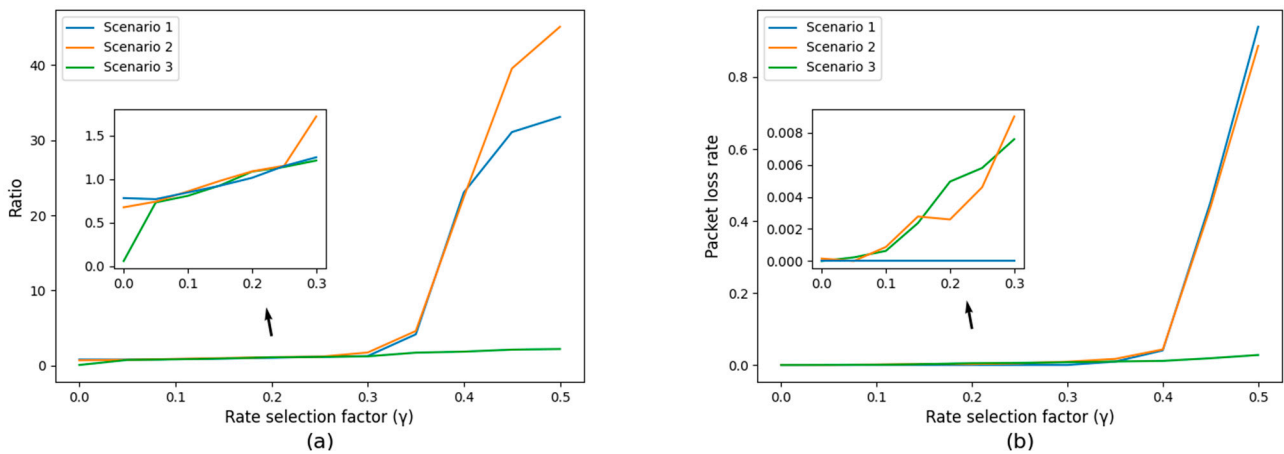 Scenario 1
Scenario 2
Scenario 3
40
30
20
10
0
Ratio
1.5
1.0
0.5
0.0
0.0 0.1 0.2 0.3
0.0 0.1 0.2 0.3 0.4 0.5
Rate selection factor (γ)
(a)
Scenario 1
Scenario 2
Scenario 3
0.8
0.6
0.4
0.2
0.0
Packet loss rate
0.008
0.006
0.004
0.002
0.000
0.0 0.1 0.2 0.3
0.0 0.1 0.2 0.3 0.4 0.5
Rate selection factor (γ)
(b)